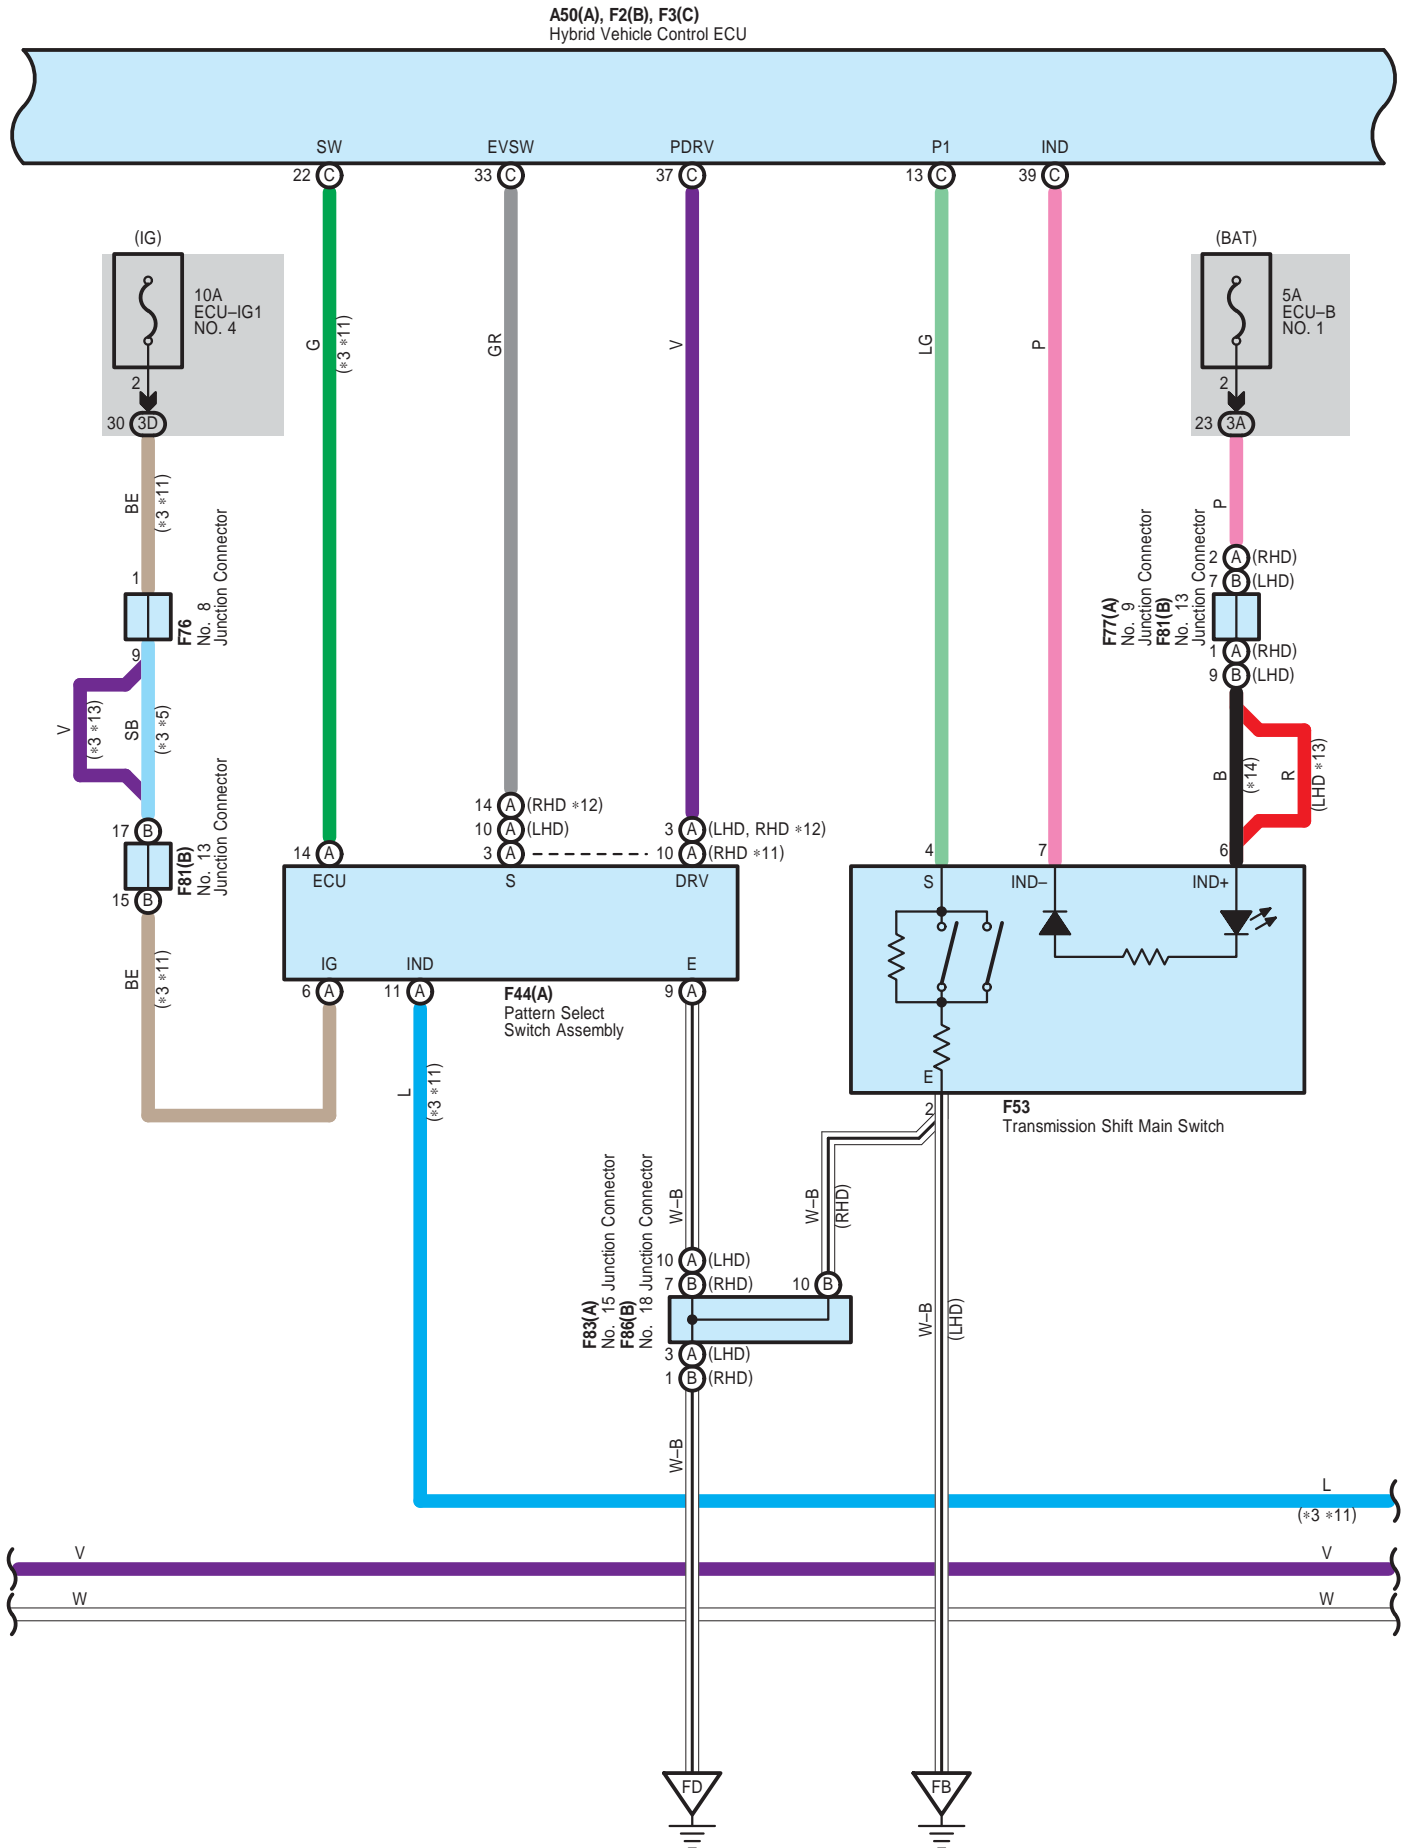 A50(A), F2(B), F3(C)
Hybrid Vehicle Control ECU
SW
EVSW
PDRV
P1
IND
22 C
33 C
37 C
13 C
39 C
(IG)
10A
ECU–IG1
NO. 4
2
30 3D
(BAT)
5A
ECU–B
NO. 1
2
23 3A
G
(*3 *11)
GR
V
LG
P
BE
(*3 *11)
P
1
F76
No. 8
Junction Connector
9
2 A (RHD)
7 B (LHD)
F77(A)
No. 9
Junction Connector
F81(B)
No. 13
Junction Connector
1 A (RHD)
9 B (LHD)
V
(*3 *13)
SB
(*3 *5)
B
(*14)
R
(LHD *13)
17 B
F81(B)
No. 13
Junction Connector
15 B
14 A (RHD *12)
10 A (LHD)
3 A
3 A (LHD, RHD *12)
10 A (RHD *11)
14 A
4
7
6
ECU
S
DRV
S
IND–
IND+
IG
IND
E
6 A
11 A
9 A
F44(A)
Pattern Select
Switch Assembly
BE
(*3 *11)
L
(*3 *11)
E
2
F53
Transmission Shift Main Switch
W–B
W–B
(RHD)
F83(A)
No. 15 Junction Connector
F86(B)
No. 18 Junction Connector
10 A (LHD)
7 B (RHD)
10 B
3 A (LHD)
1 B (RHD)
W–B
(LHD)
W–B
L
(*3 *11)
V
V
W
W
FD
FB